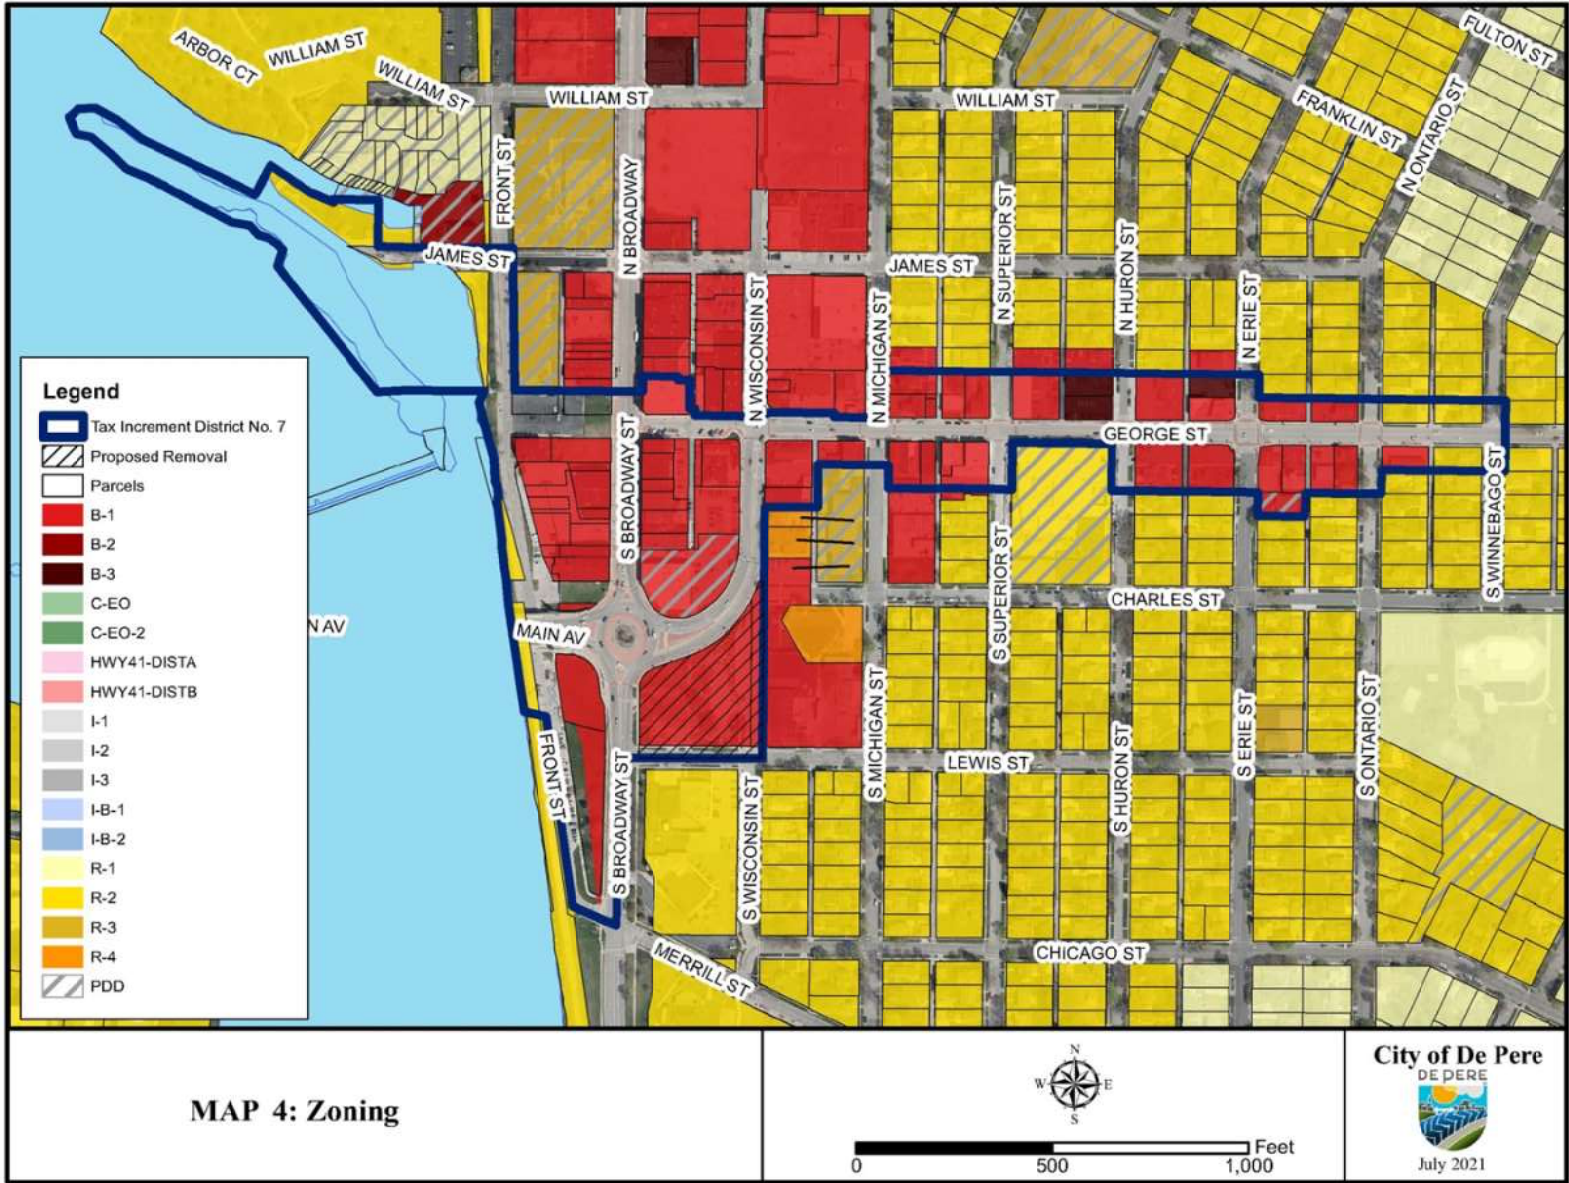 FULTON ST
ARBOR CT
WILLIAM ST
WILLIAM ST
WILLIAM ST
WILLIAM ST
FRANKLIN ST
N ONTARIO ST
FRONT ST
N BROADWAY
N SUPERIOR ST
N HURON ST
JAMES ST
JAMES ST
N WISCONSIN ST
N MICHIGAN ST
N ERIE ST
GEORGE ST
S BROADWAY ST
S SUPERIOR ST
S WINNEBAGO ST
CHARLES ST
MAIN AV
N AV
S MICHIGAN ST
S HURON ST
S ERIE ST
S ONTARIO ST
FRONT ST
S BROADWAY ST
LEWIS ST
S WISCONSIN ST
MERRILL ST
CHICAGO ST
Legend
Tax Increment District No. 7
Proposed Removal
Parcels
B-1
B-2
B-3
C-EO
C-EO-2
HWY41-DISTA
HWY41-DISTB
I-1
I-2
I-3
I-B-1
I-B-2
R-1
R-2
R-3
R-4
PDD
MAP 4: Zoning
N
W E
S
Feet
0 500 1,000
City of De Pere
DE PERE
July 2021